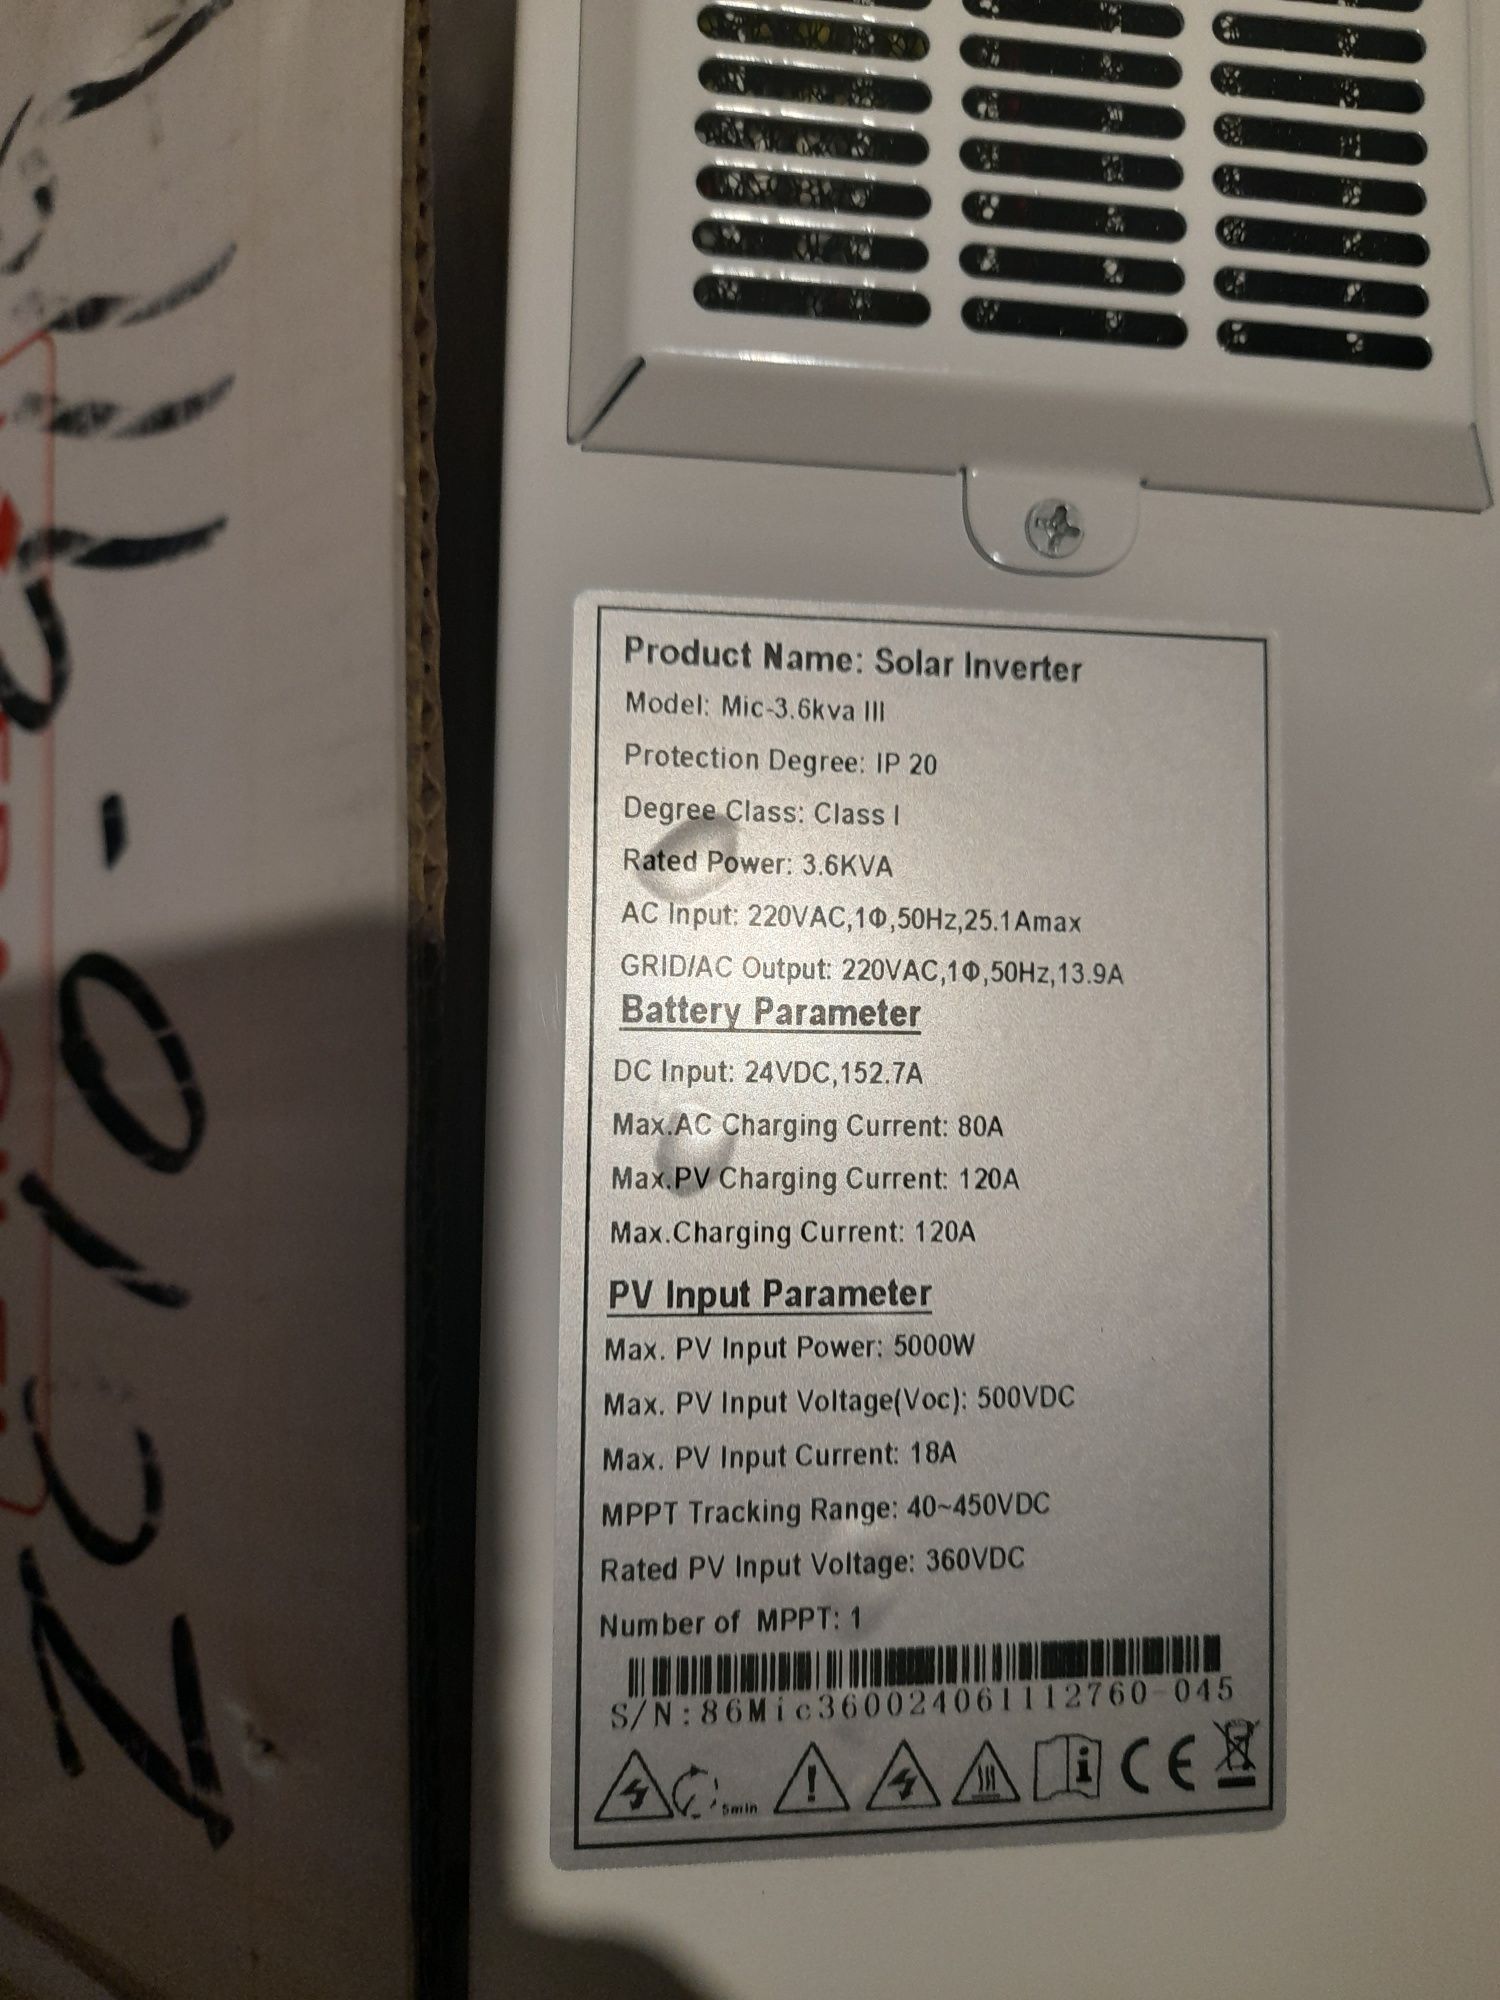 Product Name: Solar Inverter
Model: Mic-3.6kva III
Protection Degree: IP 20
Degree Class: Class I
Rated Power: 3.6KVA
AC Input: 220VAC,1Φ,50Hz,25.1Amax
GRID/AC Output: 220VAC,1Φ,50Hz,13.9A
Battery Parameter
DC Input: 24VDC,152.7A
Max.AC Charging Current: 80A
Max.PV Charging Current: 120A
Max.Charging Current: 120A
PV Input Parameter
Max. PV Input Power: 5000W
Max. PV Input Voltage(Voc): 500VDC
Max. PV Input Current: 18A
MPPT Tracking Range: 40~450VDC
Rated PV Input Voltage: 360VDC
Number of MPPT: 1
S/N:86Mic360024061112760-045
5min
CE